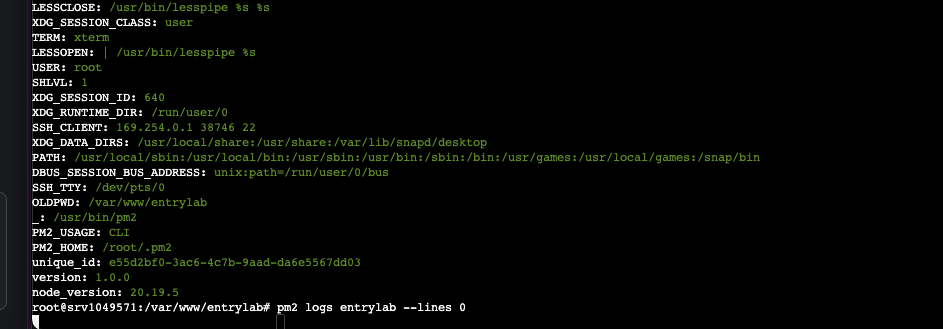 LESSCLOSE: /usr/bin/lesspipe %s %s
XDG_SESSION_CLASS: user
TERM: xterm
LESSOPEN: | /usr/bin/lesspipe %s
USER: root
SHLVL: 1
XDG_SESSION_ID: 640
XDG_RUNTIME_DIR: /run/user/0
SSH_CLIENT: 169.254.0.1 38746 22
XDG_DATA_DIRS: /usr/local/share:/usr/share:/var/lib/snapd/desktop
PATH: /usr/local/sbin:/usr/local/bin:/usr/sbin:/usr/bin:/sbin:/bin:/usr/games:/usr/local/games:/snap/bin
DBUS_SESSION_BUS_ADDRESS: unix:path=/run/user/0/bus
SSH_TTY: /dev/pts/0
OLDPWD: /var/www/entrylab
_: /usr/bin/pm2
PM2_USAGE: CLI
PM2_HOME: /root/.pm2
unique_id: e55d2bf0-3ac6-4c7b-9aad-da6e5567dd03
version: 1.0.0
node_version: 20.19.5
root@srv1049571:/var/www/entrylab# pm2 logs entrylab --lines 0